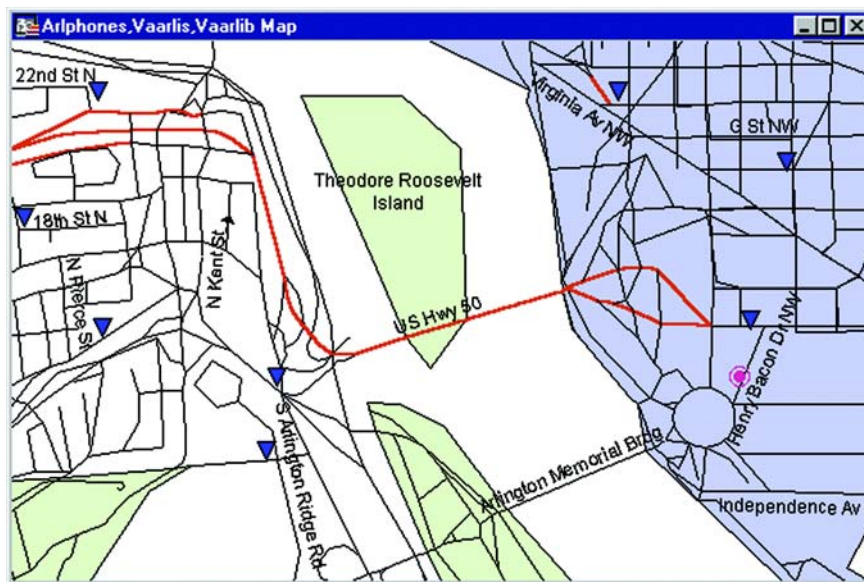 Arlphones,Vaarlis,Vaarlib Map
22nd St N
Virginia Av NW
G St NW
Theodore Roosevelt
Island
18th St N
N Kent St
N Pierce St
US Hwy 50
Henry Bacon Dr NW
S Arlington Ridge Rd
Arlington Memorial Brdg
Independence Av